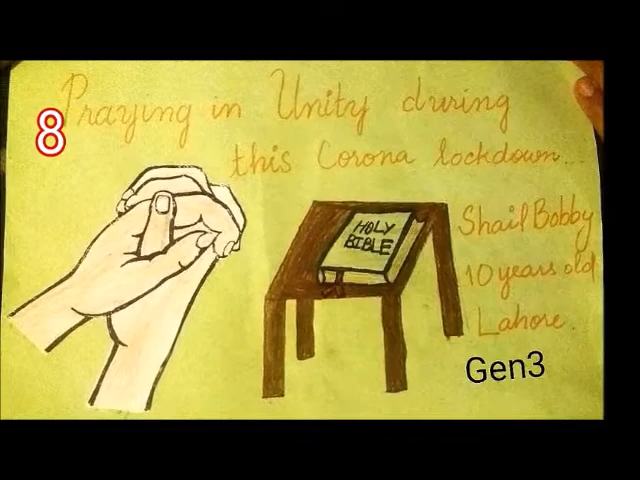 8
Praying in Unity during
this Corona lockdown...
HOLY
BIBLE
Shail Bobby
10 years old
Lahore.
Gen3